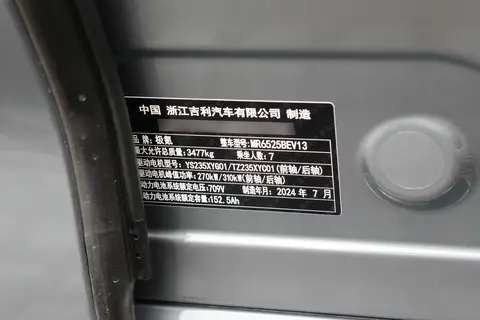 中国 浙江吉利汽车有限公司 制造
品牌:极氪 整车型号:MR6525BEV13
最大允许总质量:3477kg 乘坐人数:7
驱动电机型号:YS235XYG01/TZ235XYC01(前轴/后轴)
驱动电机峰值功率:270kW/310kW(前轴/后轴)
动力电池系统额定电压:709V 制造年月:2024 年 7 月
动力电池系统额定容量:152.5Ah